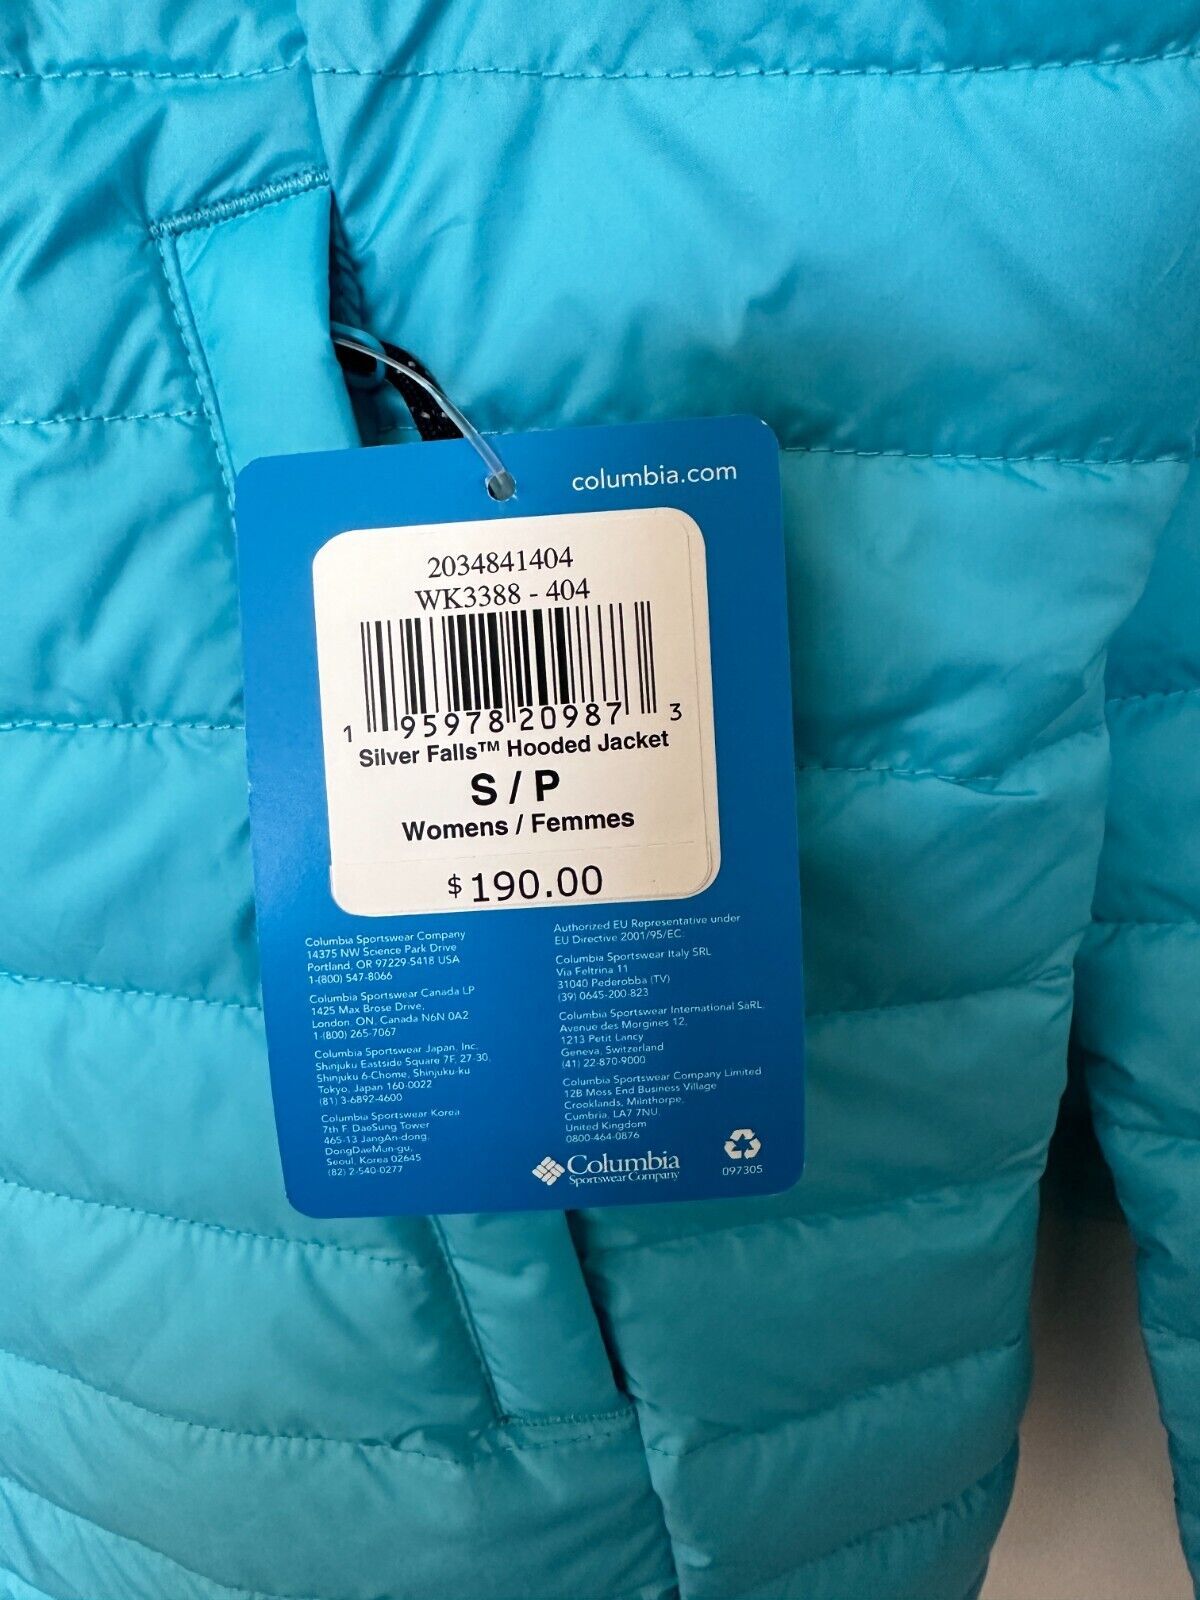 columbia.com
2034841404
WK3388 - 404
1 95978 20987 3
Silver Falls™ Hooded Jacket
S / P
Womens / Femmes
$ 190.00
Columbia Sportswear Company
14375 NW Science Park Drive
Portland, OR 97229-5418 USA
1-(800) 547-8066
Columbia Sportswear Canada LP
1425 Max Brose Drive,
London, ON, Canada N6N 0A2
1-(800) 265-7067
Columbia Sportswear Japan, Inc.
Shinjuku Eastside Square 7F, 27-30,
Shinjuku 6-Chome, Shinjuku-ku
Tokyo, Japan 160-0022
(81) 3-6892-4600
Columbia Sportswear Korea
7th F. DaeSung Tower
465-13 JangAn-dong,
DongDaeMun-gu,
Seoul, Korea 02645
(82) 2-540-0277
Authorized EU Representative under
EU Directive 2001/95/EC.
Columbia Sportswear Italy SRL
Via Feltrina 11
31040 Pederobba (TV)
(39) 0645-200-823
Columbia Sportswear International SaRL,
Avenue des Morgines 12,
1213 Petit Lancy
Geneva, Switzerland
(41) 22-870-9000
Columbia Sportswear Company Limited
12B Moss End Business Village
Crooklands, Milnthorpe,
Cumbria, LA7 7NU,
United Kingdom
0800-464-0876
Columbia
Sportswear Company
097305